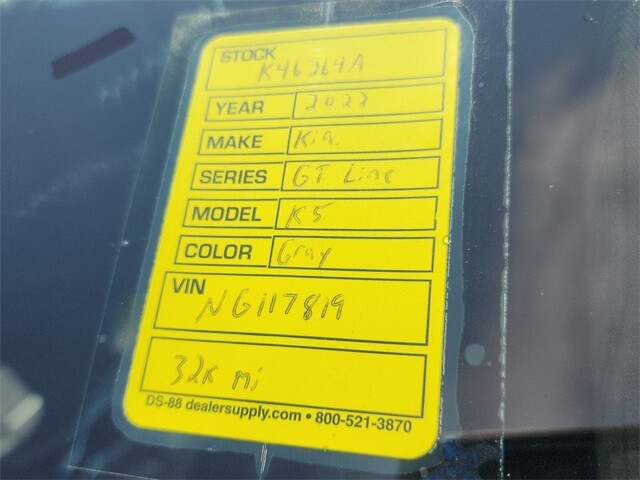 STOCK K46264A
YEAR 2022
MAKE Kia
SERIES GT Line
MODEL K5
COLOR Gray
VIN NG117819
32K mi
DS-88 dealersupply.com • 800-521-3870